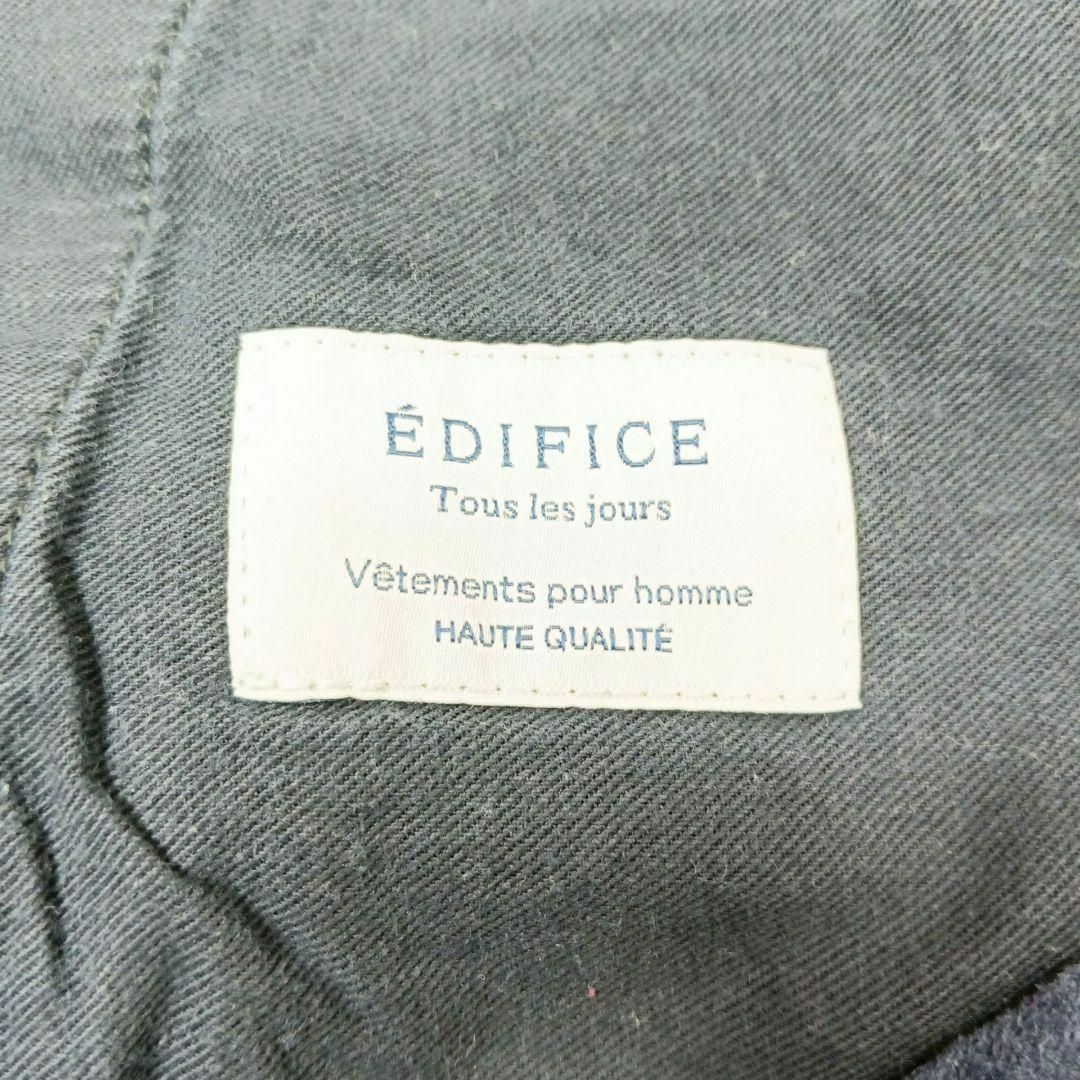 ÉDIFICE
Tous les jours
Vêtements pour homme
HAUTE QUALITÉ